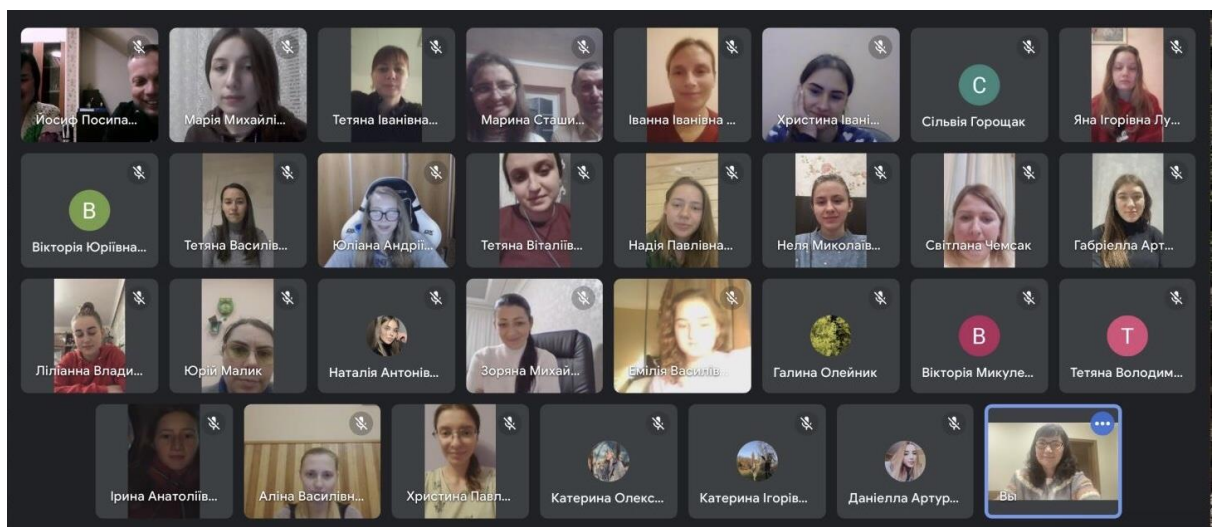 Йосиф Посипа...
Марія Михайлі...
Тетяна Іванівна...
Марина Сташи...
Іванна Іванівна ...
Христина Івані...
С
Сільвія Горощак
Яна Ігорівна Лу...
В
Вікторія Юріївна...
Тетяна Василів...
Юліана Андрії...
Тетяна Віталіїв...
Надія Павлівна...
Неля Миколаїв...
Світлана Чемсак
Габріелла Арт...
Ліліанна Влади...
Юрій Малик
Наталія Антонів...
Зоряна Михай...
Емілія Василів...
Галина Олейник
В
Вікторія Микуле...
Т
Тетяна Володим...
Ірина Анатоліїв...
Аліна Василівн...
Христина Павл...
Катерина Олекс...
Катерина Ігорів...
Даніелла Артур...
Вы